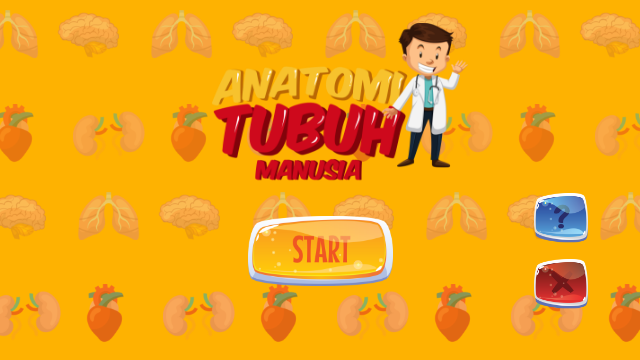 ANATOMI
TUBUH
MANUSIA
START
?
X